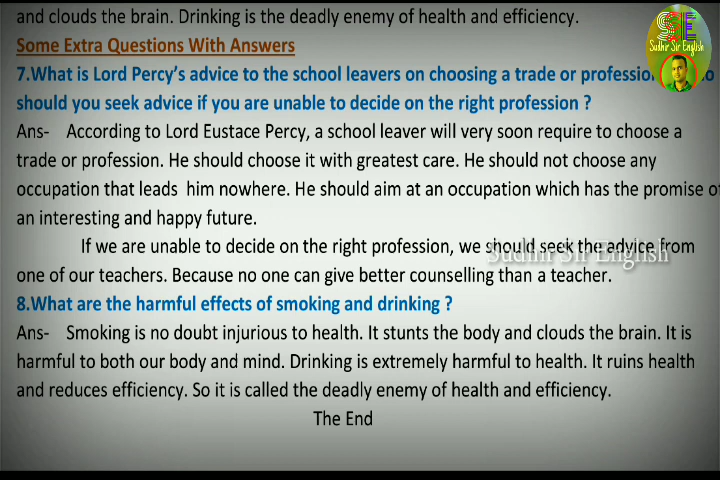 and clouds the brain. Drinking is the deadly enemy of health and efficiency.
SE
Sudhir Sir English
Some Extra Questions With Answers
7.What is Lord Percy's advice to the school leavers on choosing a trade or profession
should you seek advice if you are unable to decide on the right profession ?
Ans- According to Lord Eustace Percy, a school leaver will very soon require to choose a
trade or profession. He should choose it with greatest care. He should not choose any
occupation that leads him nowhere. He should aim at an occupation which has the promise of
an interesting and happy future.
If we are unable to decide on the right profession, we should seek the advice from
Sudhir Sir English
one of our teachers. Because no one can give better counselling than a teacher.
8.What are the harmful effects of smoking and drinking ?
Ans- Smoking is no doubt injurious to health. It stunts the body and clouds the brain. It is
harmful to both our body and mind. Drinking is extremely harmful to health. It ruins health
and reduces efficiency. So it is called the deadly enemy of health and efficiency.
The End